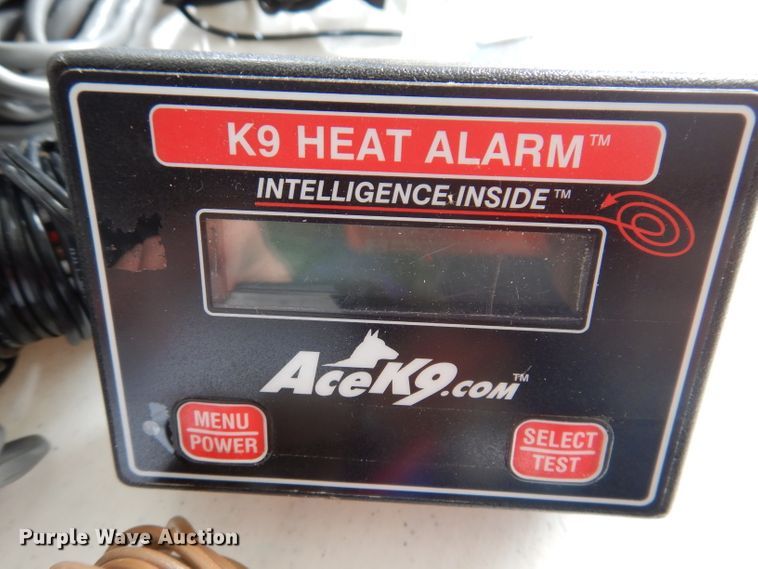 K9 HEAT ALARM™
INTELLIGENCE INSIDE™
AceK9.com™
MENU
POWER
SELECT
TEST
Purple Wave Auction